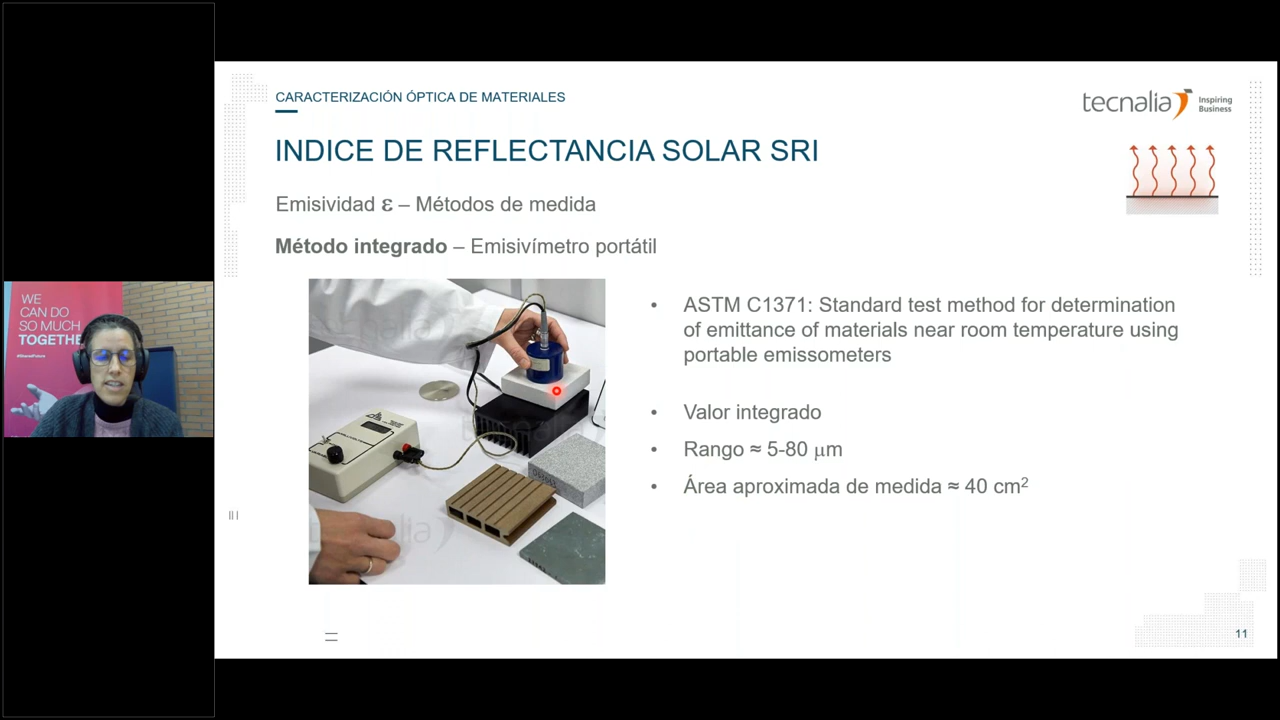 CARACTERIZACIÓN ÓPTICA DE MATERIALES
tecnalia
Inspiring
Business
INDICE DE REFLECTANCIA SOLAR SRI
Emisividad ε – Métodos de medida
Método integrado – Emisivímetro portátil
• ASTM C1371: Standard test method for determination
of emittance of materials near room temperature using
portable emissometers
• Valor integrado
• Rango ≈ 5-80 μm
• Área aproximada de medida ≈ 40 cm²
11
WE
CAN DO
SO MUCH
TOGETHE